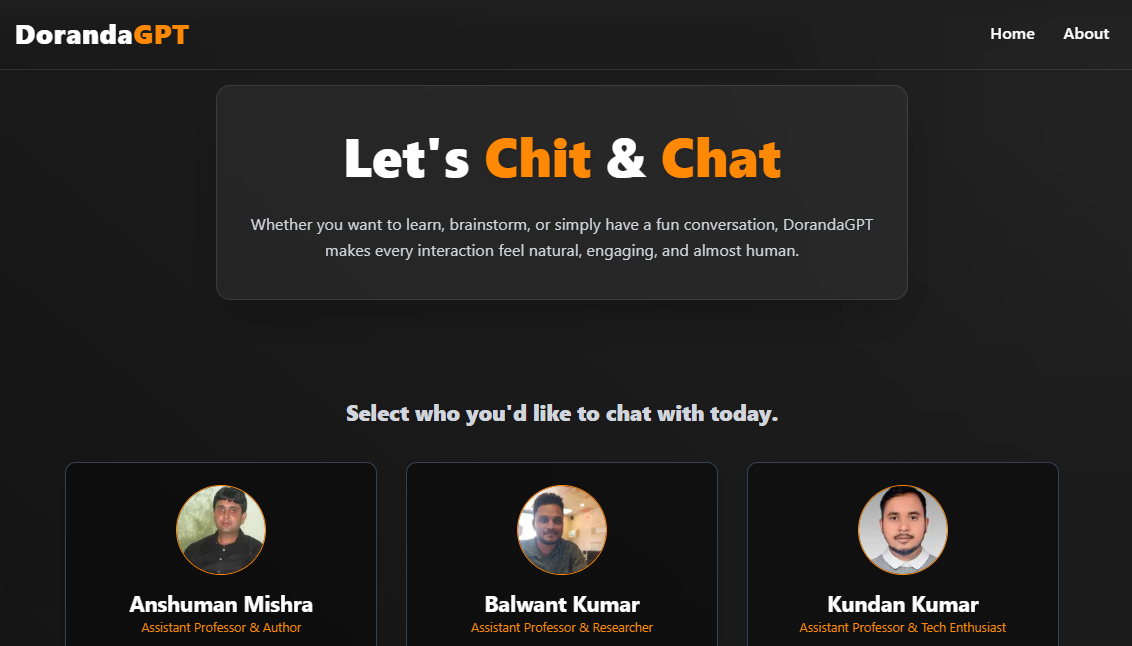 DorandaGPT
Home
About
Let's Chit & Chat
Whether you want to learn, brainstorm, or simply have a fun conversation, DorandaGPT
makes every interaction feel natural, engaging, and almost human.
Select who you'd like to chat with today.
Anshuman Mishra
Assistant Professor & Author
Balwant Kumar
Assistant Professor & Researcher
Kundan Kumar
Assistant Professor & Tech Enthusiast